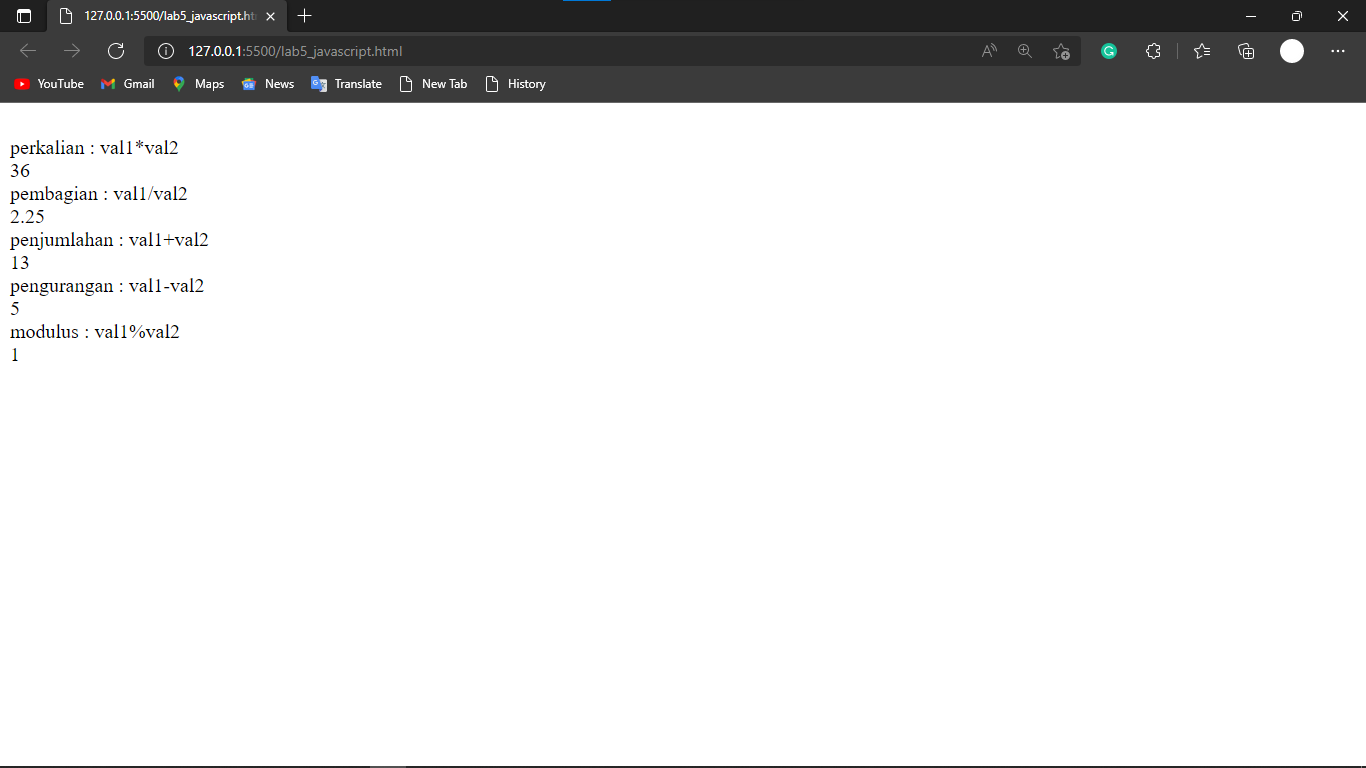 127.0.0.1:5500/lab5_javascript.ht
127.0.0.1:5500/lab5_javascript.html
YouTube Gmail Maps News Translate New Tab History
perkalian : val1*val2
36
pembagian : val1/val2
2.25
penjumlahan : val1+val2
13
pengurangan : val1-val2
5
modulus : val1%val2
1